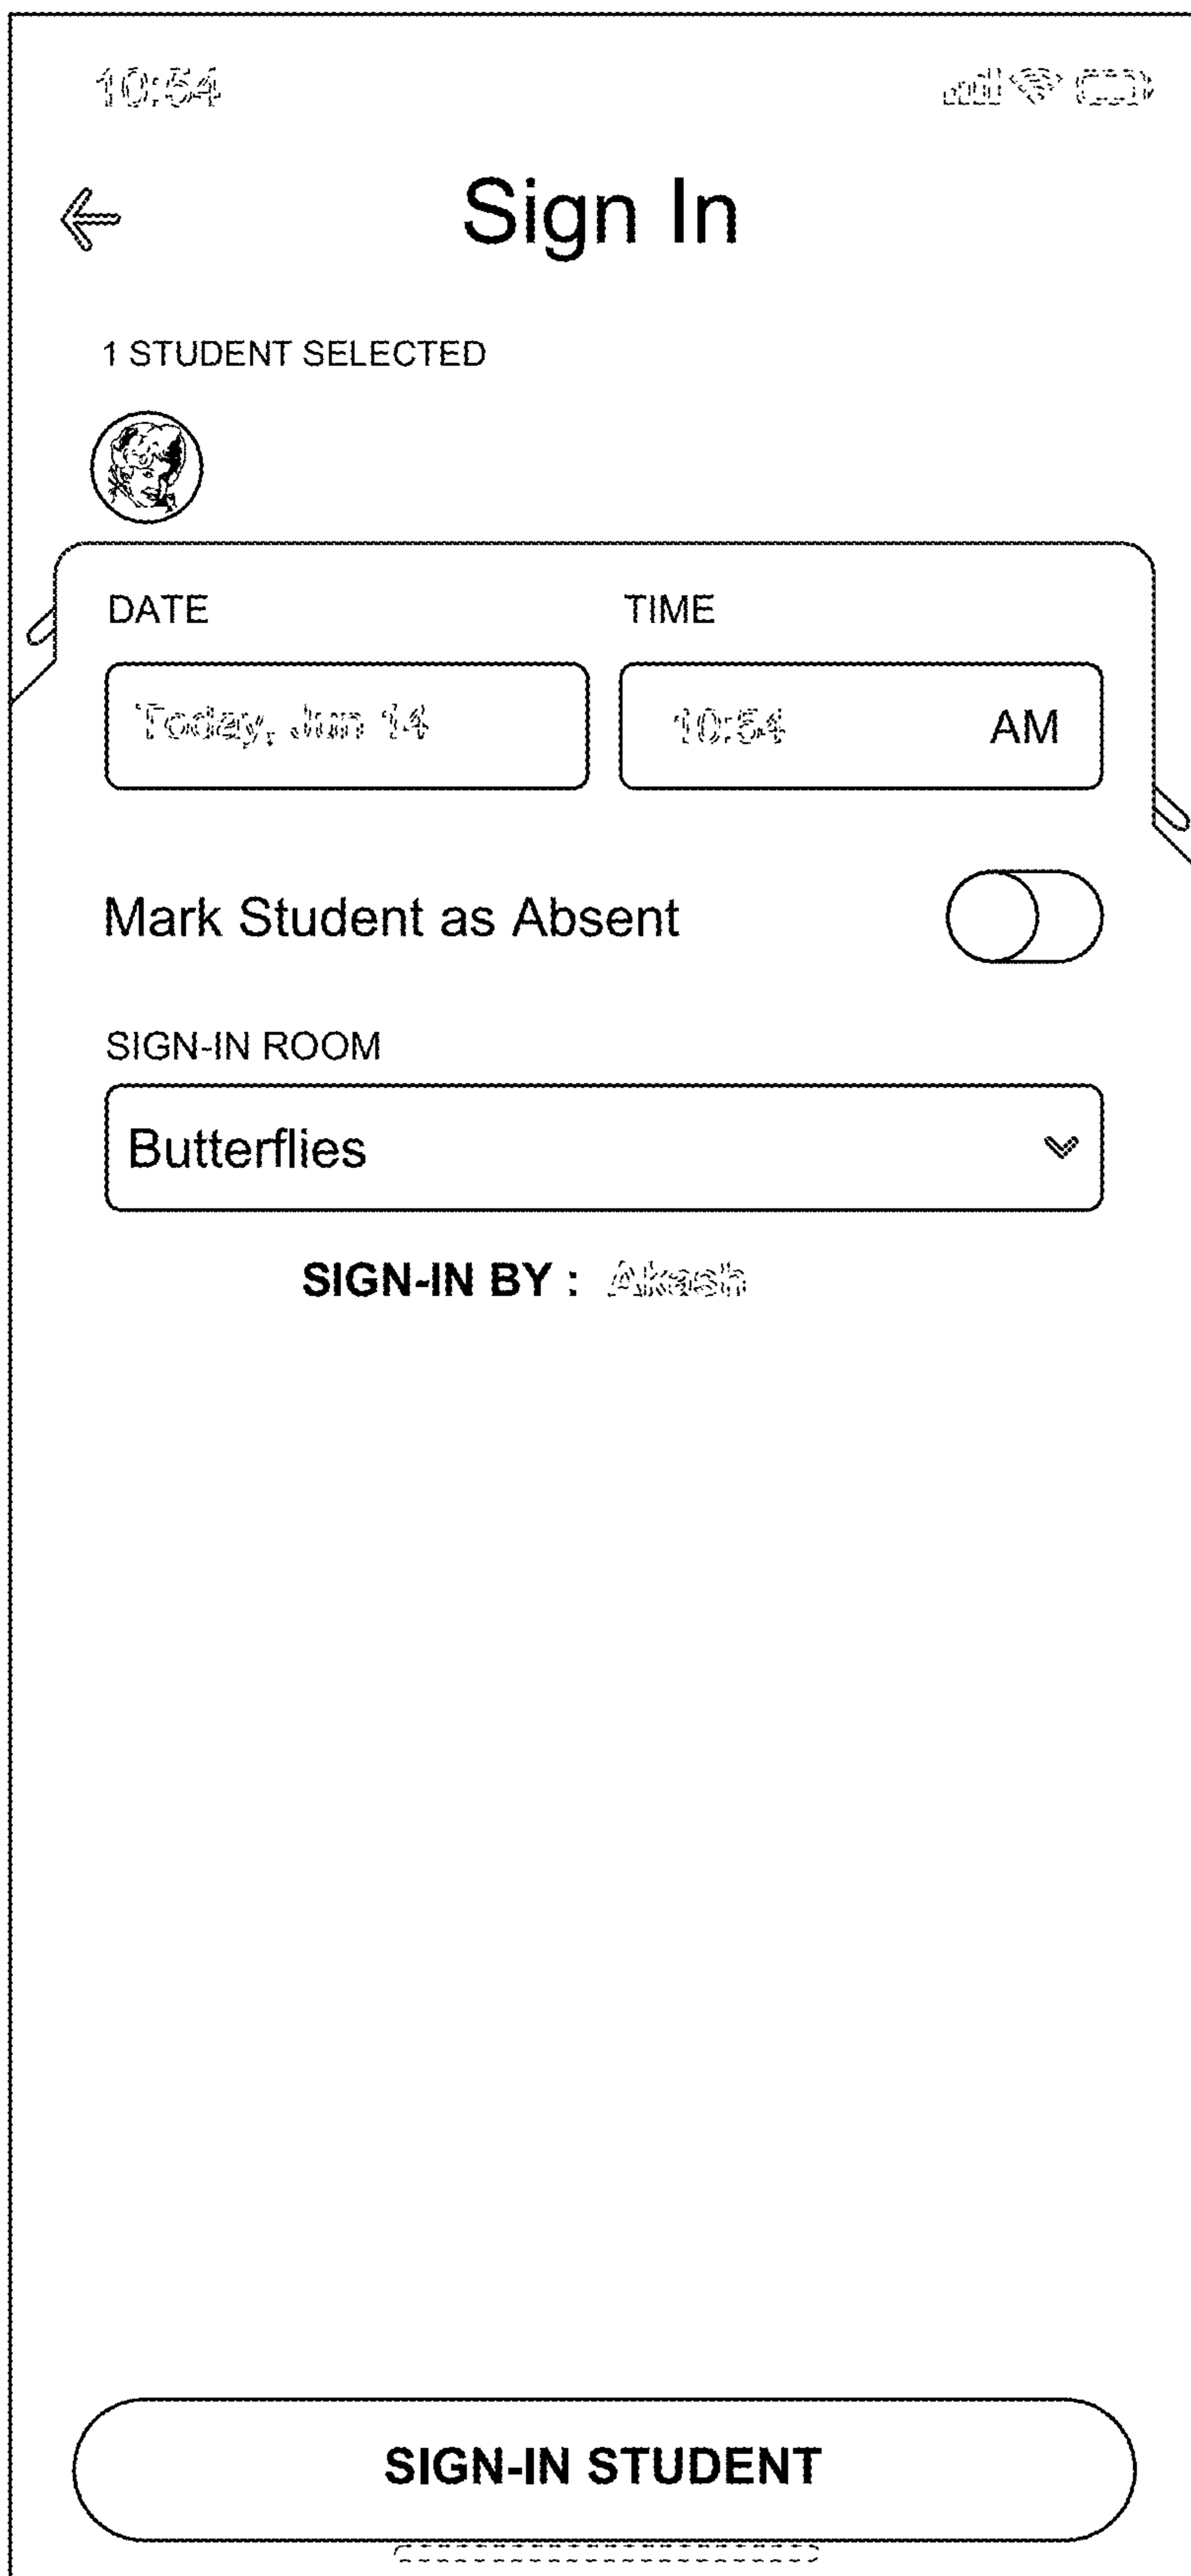 10:54
Sign In
1 STUDENT SELECTED
DATE TIME
Today, Jun 14 10:54 AM
Mark Student as Absent
SIGN-IN ROOM
Butterflies
SIGN-IN BY : Akash
SIGN-IN STUDENT